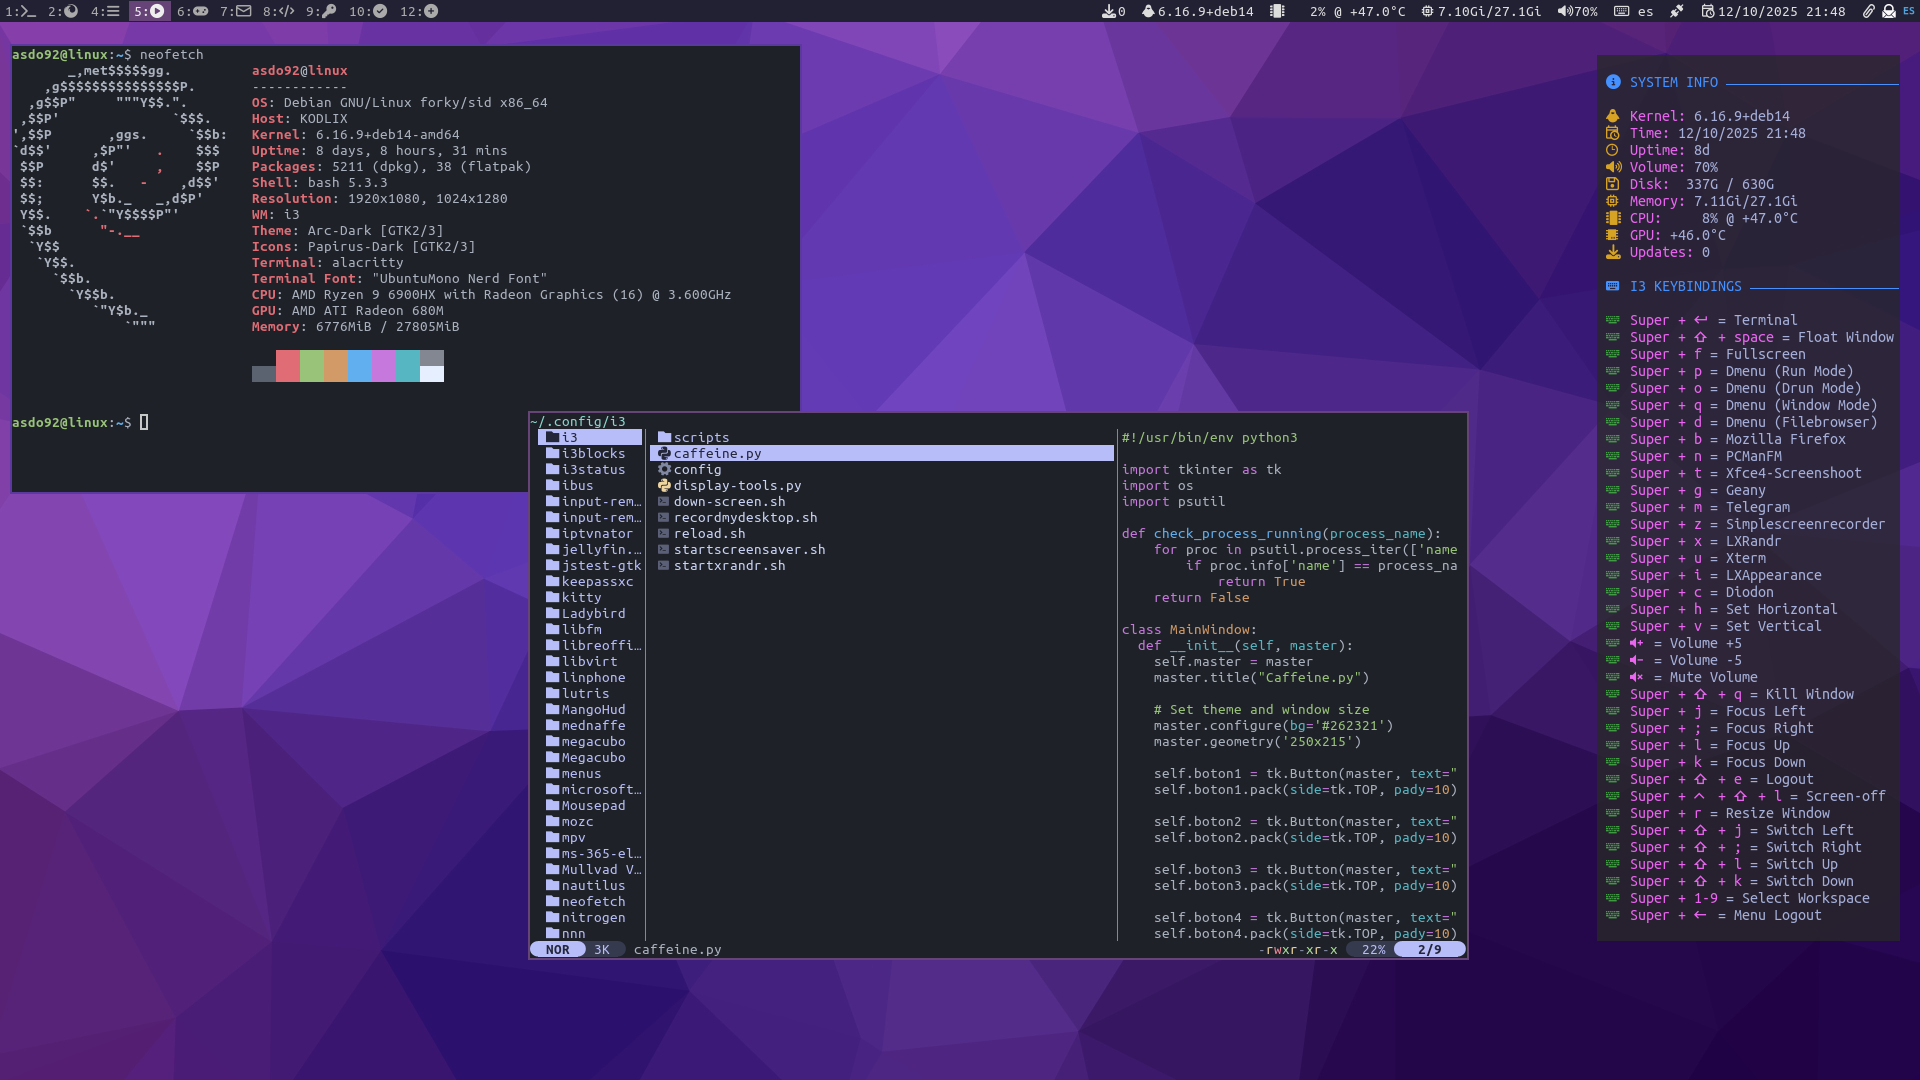 1: 2: 4: 5: 6: 7: 8: 9: 10: 12:
0 6.16.9+deb14 2% @ +47.0°C 7.10Gi/27.1Gi 70% es 12/10/2025 21:48 ES
asdo92@linux:~$ neofetch
_,met$$$$$gg. asdo92@linux
,g$$$$$$$$$$$$$$$P. ------------
,g$$P" """Y$$.". OS: Debian GNU/Linux forky/sid x86_64
,$$P' `$$$. Host: KODLIX
',$$P ,ggs. `$$b: Kernel: 6.16.9+deb14-amd64
`d$$' ,$P"' . $$$ Uptime: 8 days, 8 hours, 31 mins
$$P d$' , $$P Packages: 5211 (dpkg), 38 (flatpak)
$$: $$. - ,d$$' Shell: bash 5.3.3
$$; Y$b._ _,d$P' Resolution: 1920x1080, 1024x1280
Y$$. `.`"Y$$$$P"' WM: i3
`$$b "-.__ Theme: Arc-Dark [GTK2/3]
`Y$$ Icons: Papirus-Dark [GTK2/3]
`Y$$. Terminal: alacritty
`$$b. Terminal Font: "UbuntuMono Nerd Font"
`Y$$b. CPU: AMD Ryzen 9 6900HX with Radeon Graphics (16) @ 3.600GHz
`"Y$b._ GPU: AMD ATI Radeon 680M
`""" Memory: 6776MiB / 27805MiB
asdo92@linux:~$
~/.config/i3
i3
i3blocks
i3status
ibus
input-rem…
input-rem…
iptvnator
jellyfin.…
jstest-gtk
keepassxc
kitty
Ladybird
libfm
libreoffi…
libvirt
linphone
lutris
MangoHud
mednaffe
megacubo
Megacubo
menus
microsoft…
Mousepad
mozc
mpv
ms-365-el…
Mullvad V…
nautilus
neofetch
nitrogen
nnn
scripts
caffeine.py
config
display-tools.py
down-screen.sh
recordmydesktop.sh
reload.sh
startscreensaver.sh
startxrandr.sh
#!/usr/bin/env python3
import tkinter as tk
import os
import psutil
def check_process_running(process_name):
for proc in psutil.process_iter(['name
if proc.info['name'] == process_na
return True
return False
class MainWindow:
def __init__(self, master):
self.master = master
master.title("Caffeine.py")
# Set theme and window size
master.configure(bg='#262321')
master.geometry('250x215')
self.boton1 = tk.Button(master, text="
self.boton1.pack(side=tk.TOP, pady=10)
self.boton2 = tk.Button(master, text="
self.boton2.pack(side=tk.TOP, pady=10)
self.boton3 = tk.Button(master, text="
self.boton3.pack(side=tk.TOP, pady=10)
self.boton4 = tk.Button(master, text="
self.boton4.pack(side=tk.TOP, pady=10)
NOR 3K caffeine.py -rwxr-xr-x 22% 2/9
SYSTEM INFO
Kernel: 6.16.9+deb14
Time: 12/10/2025 21:48
Uptime: 8d
Volume: 70%
Disk: 337G / 630G
Memory: 7.11Gi/27.1Gi
CPU: 8% @ +47.0°C
GPU: +46.0°C
Updates: 0
I3 KEYBINDINGS
Super + ↵ = Terminal
Super + ⇧ + space = Float Window
Super + f = Fullscreen
Super + p = Dmenu (Run Mode)
Super + o = Dmenu (Drun Mode)
Super + q = Dmenu (Window Mode)
Super + d = Dmenu (Filebrowser)
Super + b = Mozilla Firefox
Super + n = PCManFM
Super + t = Xfce4-Screenshoot
Super + g = Geany
Super + m = Telegram
Super + z = Simplescreenrecorder
Super + x = LXRandr
Super + u = Xterm
Super + i = LXAppearance
Super + c = Diodon
Super + h = Set Horizontal
Super + v = Set Vertical
= Volume +5
= Volume -5
= Mute Volume
Super + ⇧ + q = Kill Window
Super + j = Focus Left
Super + ; = Focus Right
Super + l = Focus Up
Super + k = Focus Down
Super + ⇧ + e = Logout
Super + ^ + ⇧ + l = Screen-off
Super + r = Resize Window
Super + ⇧ + j = Switch Left
Super + ⇧ + ; = Switch Right
Super + ⇧ + l = Switch Up
Super + ⇧ + k = Switch Down
Super + 1-9 = Select Workspace
Super + ← = Menu Logout